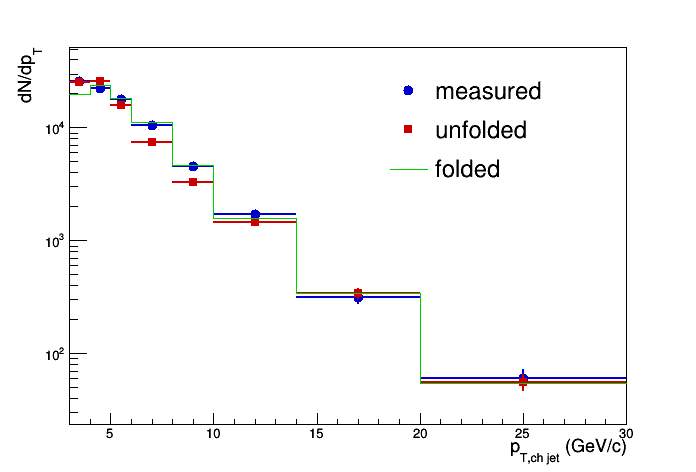 dN/dp_T
measured
unfolded
folded
10^4
10^3
10^2
5 10 15 20 25 30
p_T,ch jet (GeV/c)